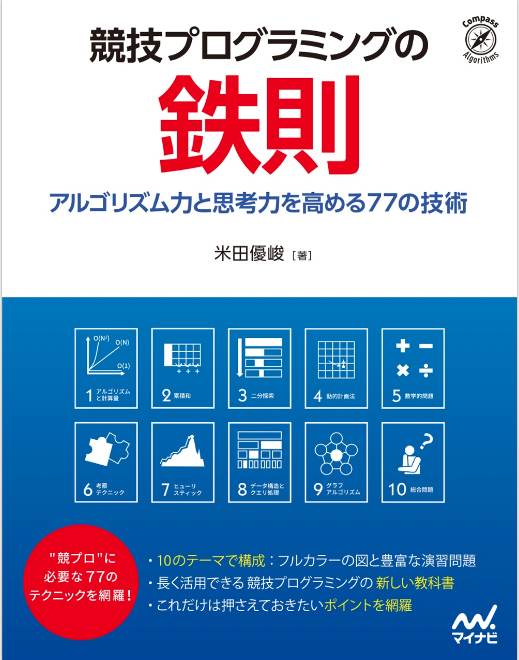 Compass
Algorithms
競技プログラミングの
鉄則
アルゴリズム力と思考力を高める77の技術
米田優峻 [著]
O(N²)
O(N)
O(1)
1 アルゴリズム
と計算量
2 累積和
3 二分探索
4 動的計画法
5 数学的問題
6 考察
テクニック
7 ヒューリ
スティック
8 データ構造と
クエリ処理
9 グラフ
アルゴリズム
10 総合問題
"競プロ"に
必要な77の
テクニックを網羅!
・10のテーマで構成:フルカラーの図と豊富な演習問題
・長く活用できる 競技プログラミングの 新しい教科書
・これだけは押さえておきたいポイントを網羅
マイナビ